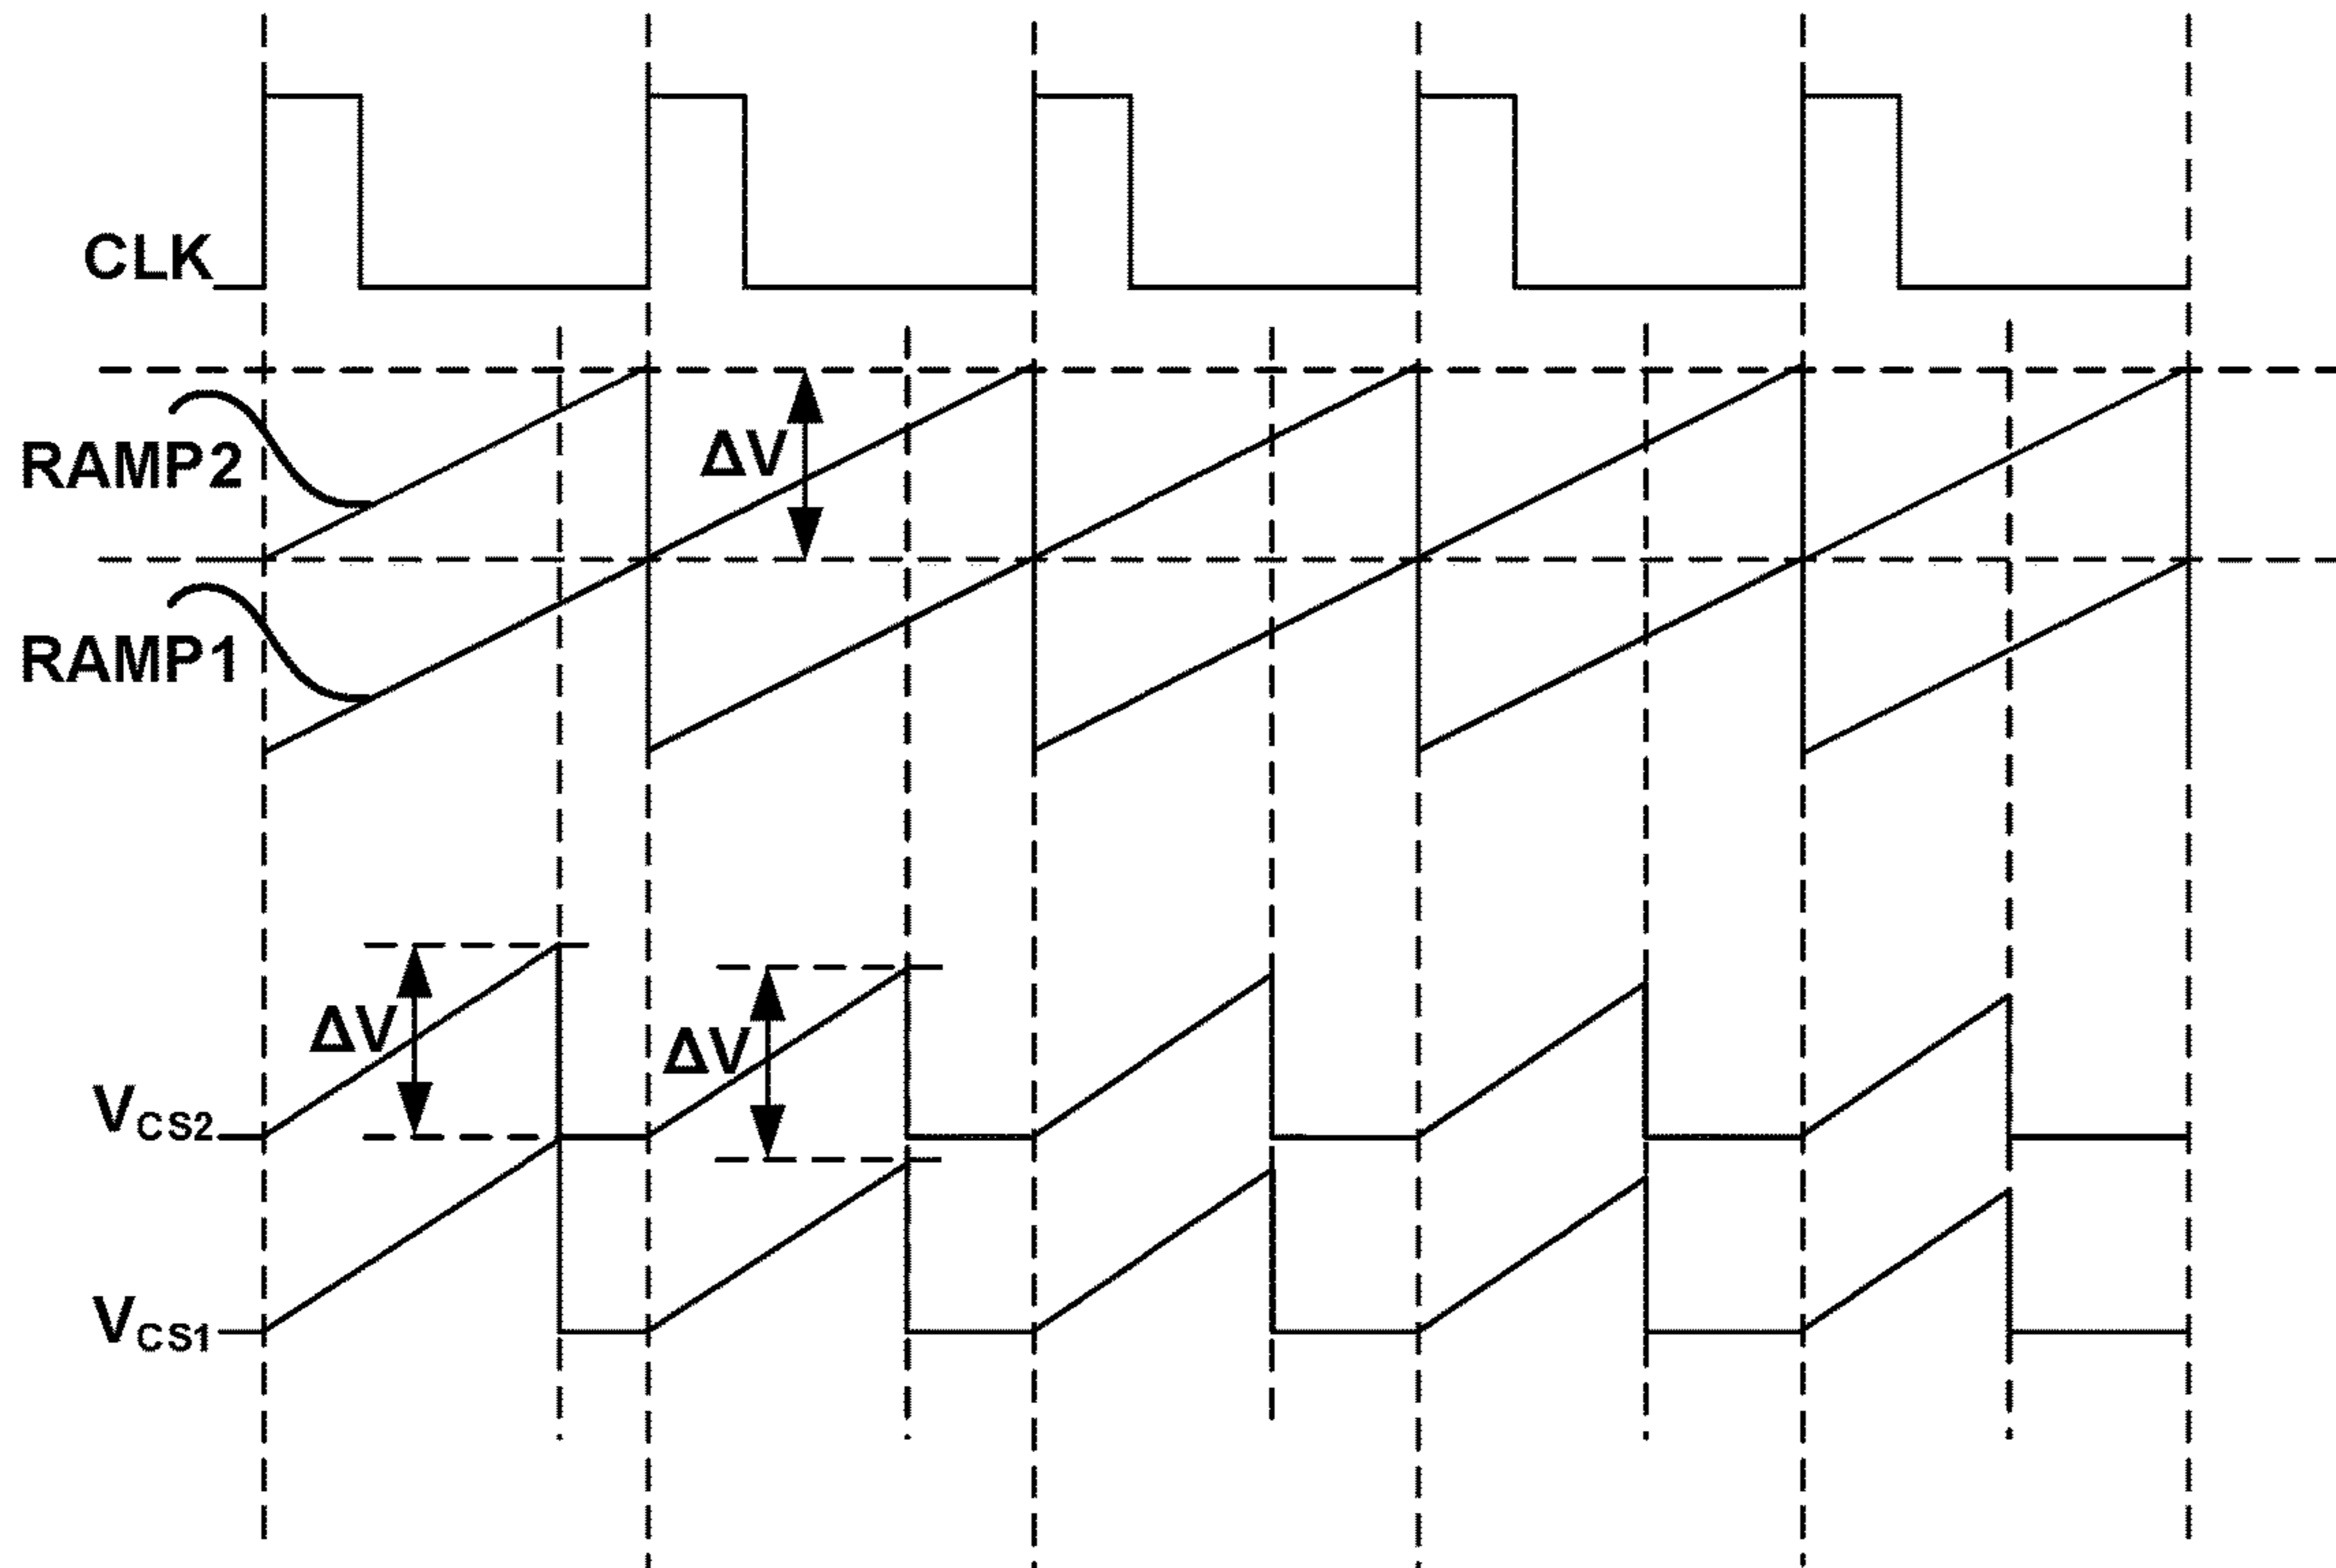 CLK
RAMP2
ΔV
RAMP1
ΔV
ΔV
VCS2
VCS1